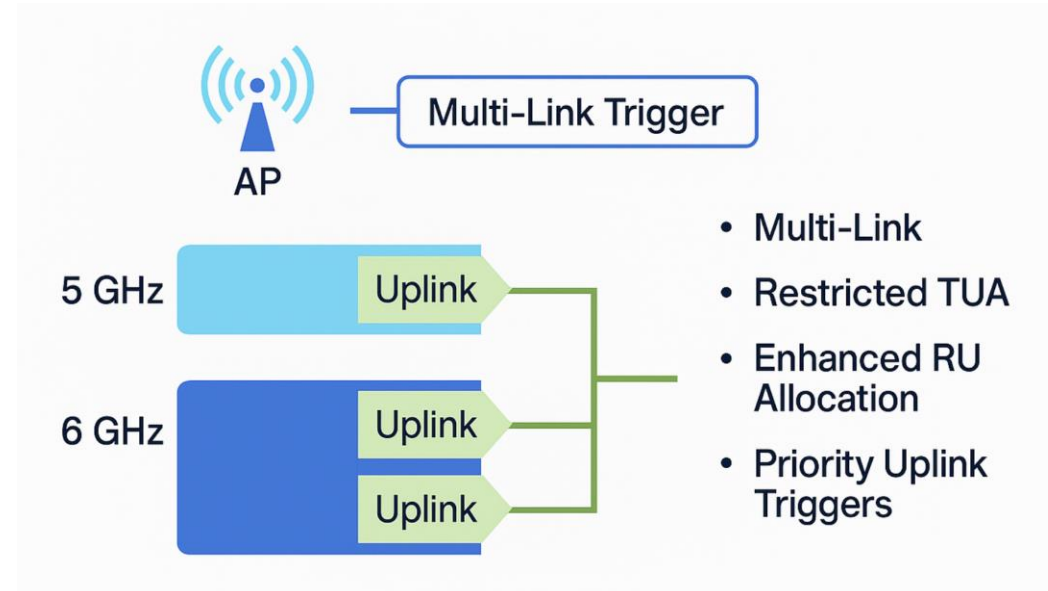 Multi-Link Trigger
AP
5 GHz
Uplink
6 GHz
Uplink
Uplink
• Multi-Link
• Restricted TUA
• Enhanced RU
Allocation
• Priority Uplink
Triggers